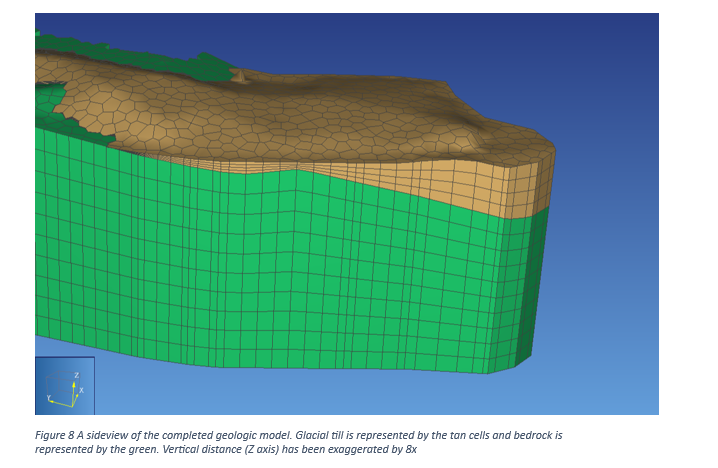 Z
X
Y
Figure 8 A sideview of the completed geologic model. Glacial till is represented by the tan cells and bedrock is
represented by the green. Vertical distance (Z axis) has been exaggerated by 8x